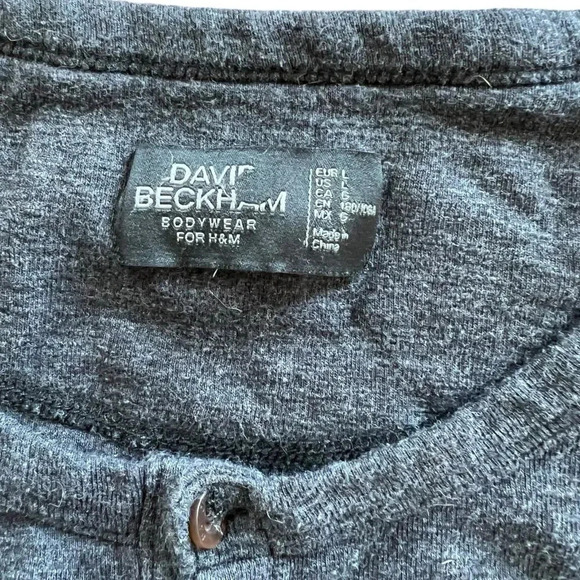 DAVID
BECKHAM
BODYWEAR
FOR H&M
EUR L
US L
CA
CN
MX
Made in
China